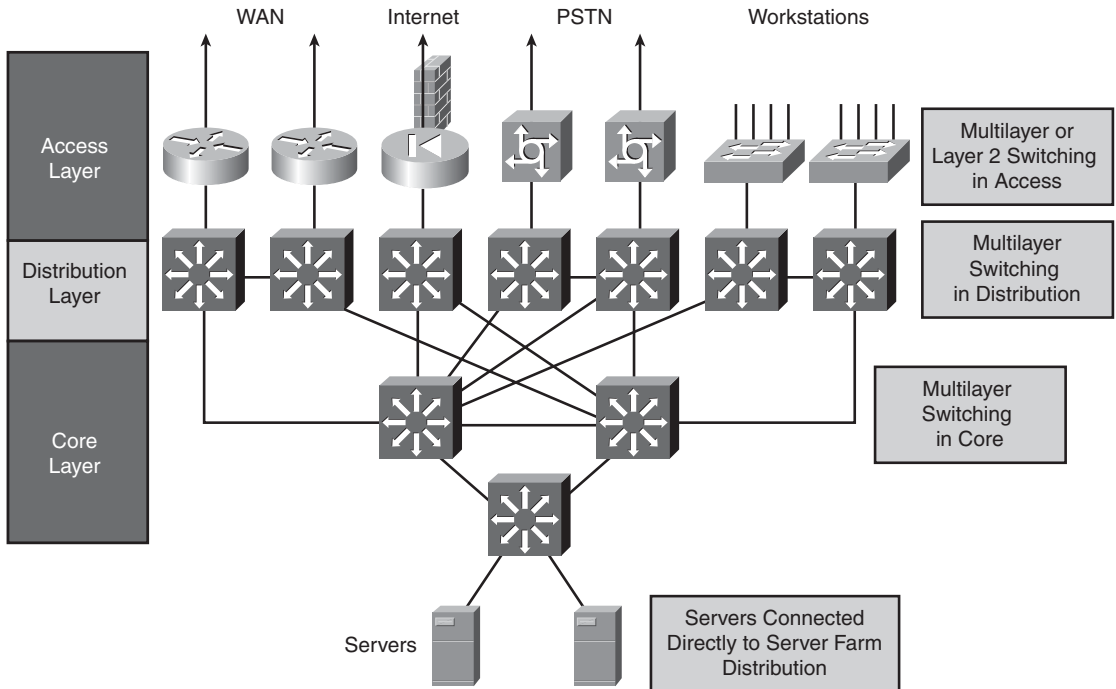 WAN
Internet
PSTN
Workstations
Access
Layer
Multilayer or
Layer 2 Switching
in Access
Distribution
Layer
Multilayer
Switching
in Distribution
Core
Layer
Multilayer
Switching
in Core
Servers
Servers Connected
Directly to Server Farm
Distribution